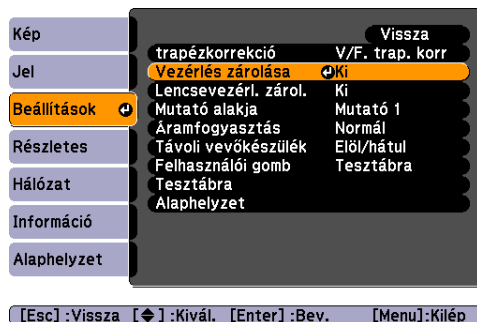 Kép
Jel
Beállítások
Részletes
Hálózat
Információ
Alaphelyzet
Vissza
trapézkorrekció V/F. trap. korr
Vezérlés zárolása Ki
Lencsevezérl. zárol. Ki
Mutató alakja Mutató 1
Áramfogyasztás Normál
Távoli vevőkészülék Elöl/hátul
Felhasználói gomb Tesztábra
Tesztábra
Alaphelyzet
[Esc] :Vissza [◆] :Kivál. [Enter] :Bev. [Menu]:Kilép